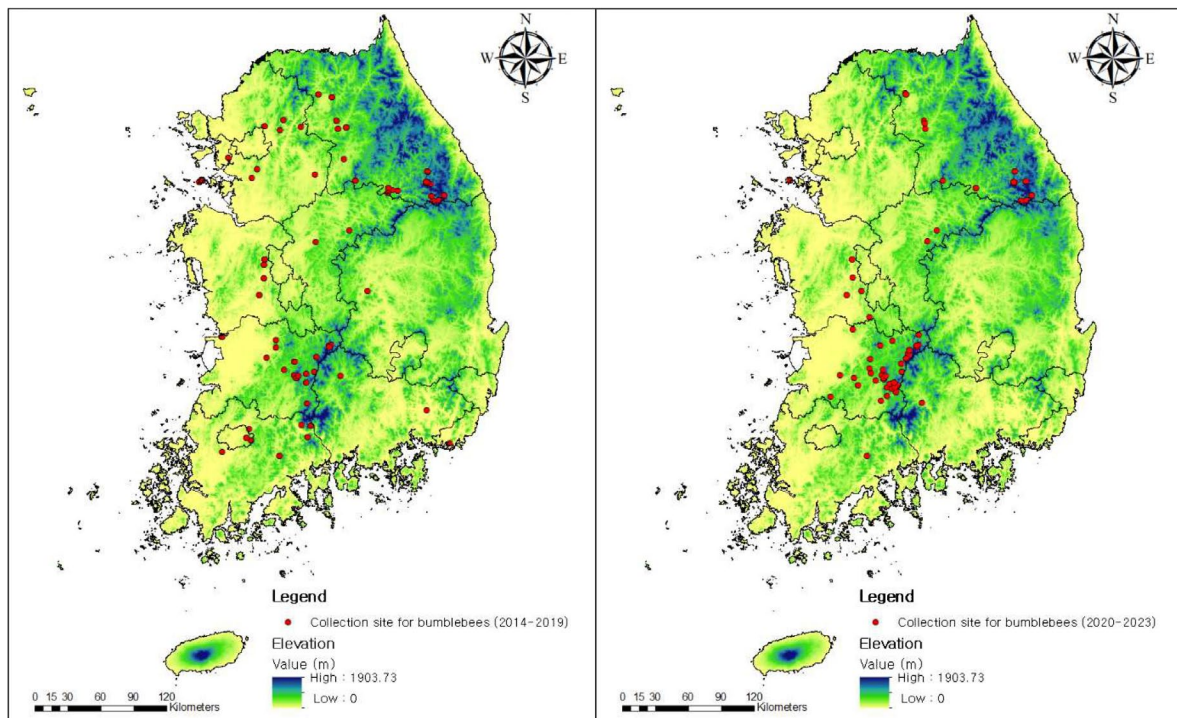 N
W E
S
Legend
Collection site for bumblebees (2014-2019)
Elevation
Value (m)
High : 1903.73
Low : 0
0 15 30 60 90 120
Kilometers
N
W E
S
Legend
Collection site for bumblebees (2020-2023)
Elevation
Value (m)
High : 1903.73
Low : 0
0 15 30 60 90 120
Kilometers